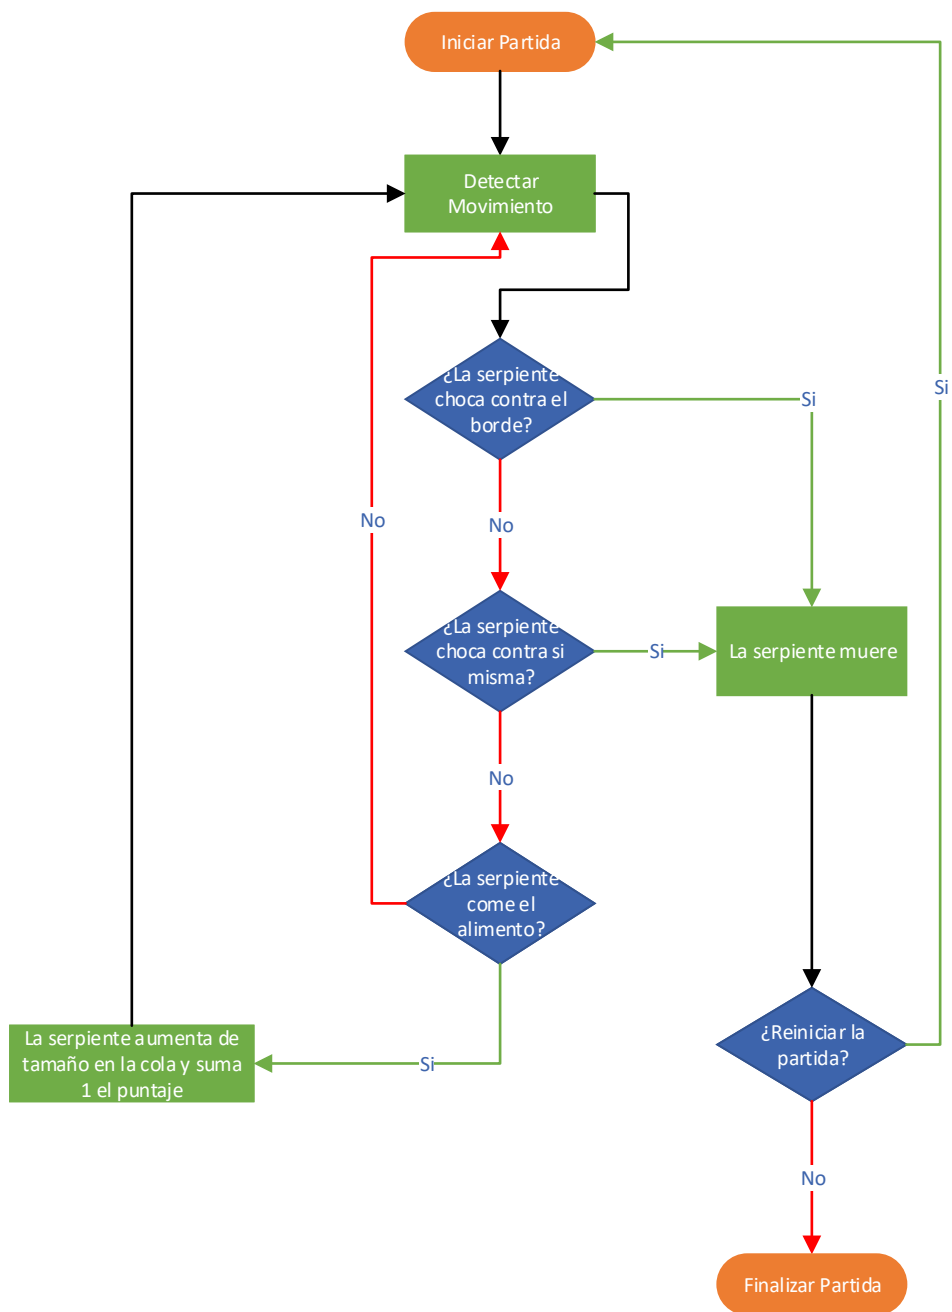 Iniciar Partida
Detectar
Movimiento
¿La serpiente
choca contra el
borde?
Si
Si
No
No
¿La serpiente
choca contra si
misma?
Si
La serpiente muere
No
¿La serpiente
come el
alimento?
La serpiente aumenta de
tamaño en la cola y suma
1 el puntaje
Si
¿Reiniciar la
partida?
No
Finalizar Partida